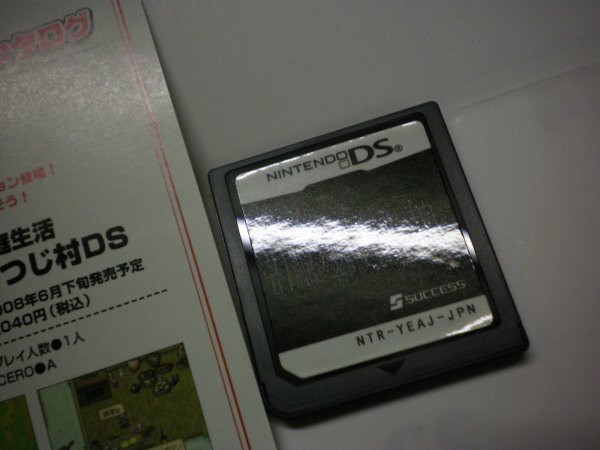 タログ
ョン登場！
そう！
庭生活
つじ村DS
008年6月下旬発売予定
040円(税込)
プレイ人数●1人
CERO●A
NINTENDO DS®
SUCCESS
NTR-YEAJ-JPN